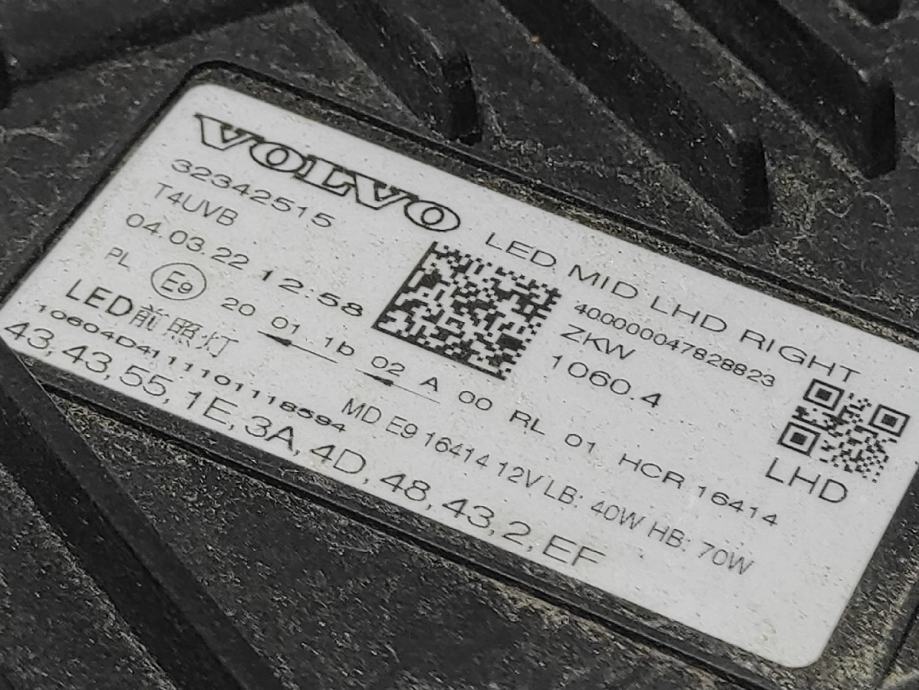 VOLVO
32342515
T4UVB
04.03.22 12:58
LED MID LHD RIGHT
400000047828823
ZKW
1060.4
LHD
PL E9 20 01 1b 02 A 00 RL 01 HCR 16414
LED前照灯 MD E9 16414 12V LB: 40W HB: 70W
10604D41110118594
43,43,55,1E,3A,4D,48,43,2,EF